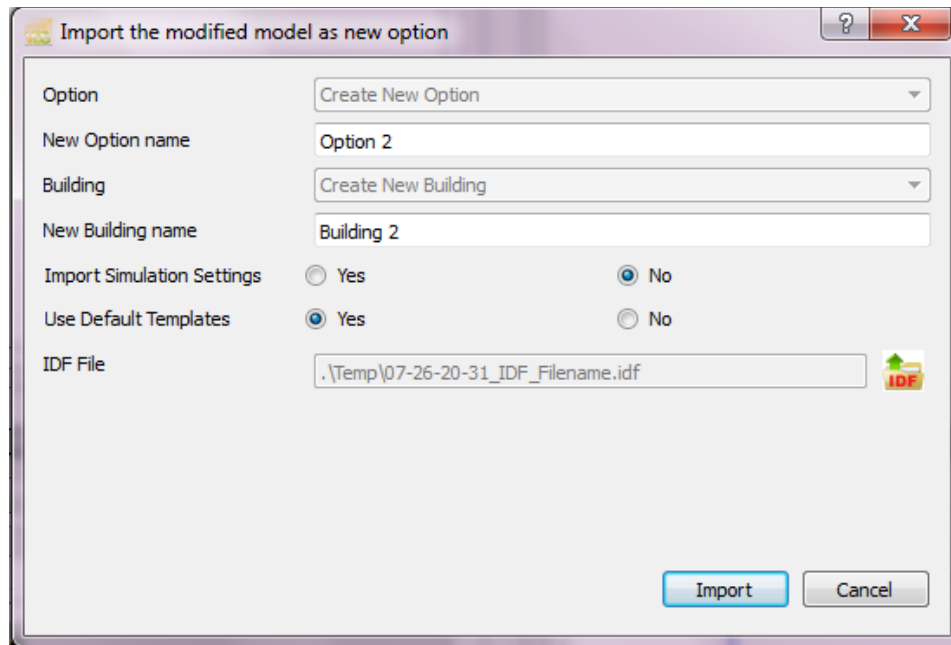 Import the modified model as new option
Option Create New Option
New Option name Option 2
Building Create New Building
New Building name Building 2
Import Simulation Settings Yes No
Use Default Templates Yes No
IDF File .\Temp\07-26-20-31_IDF_Filename.idf IDF
Import Cancel